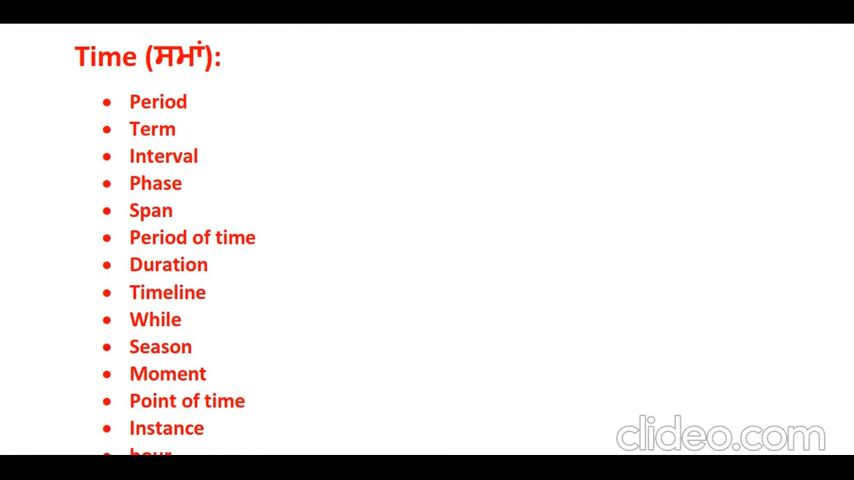 Time (ਸਮਾਂ):
• Period
• Term
• Interval
• Phase
• Span
• Period of time
• Duration
• Timeline
• While
• Season
• Moment
• Point of time
• Instance
• hour
clideo.com